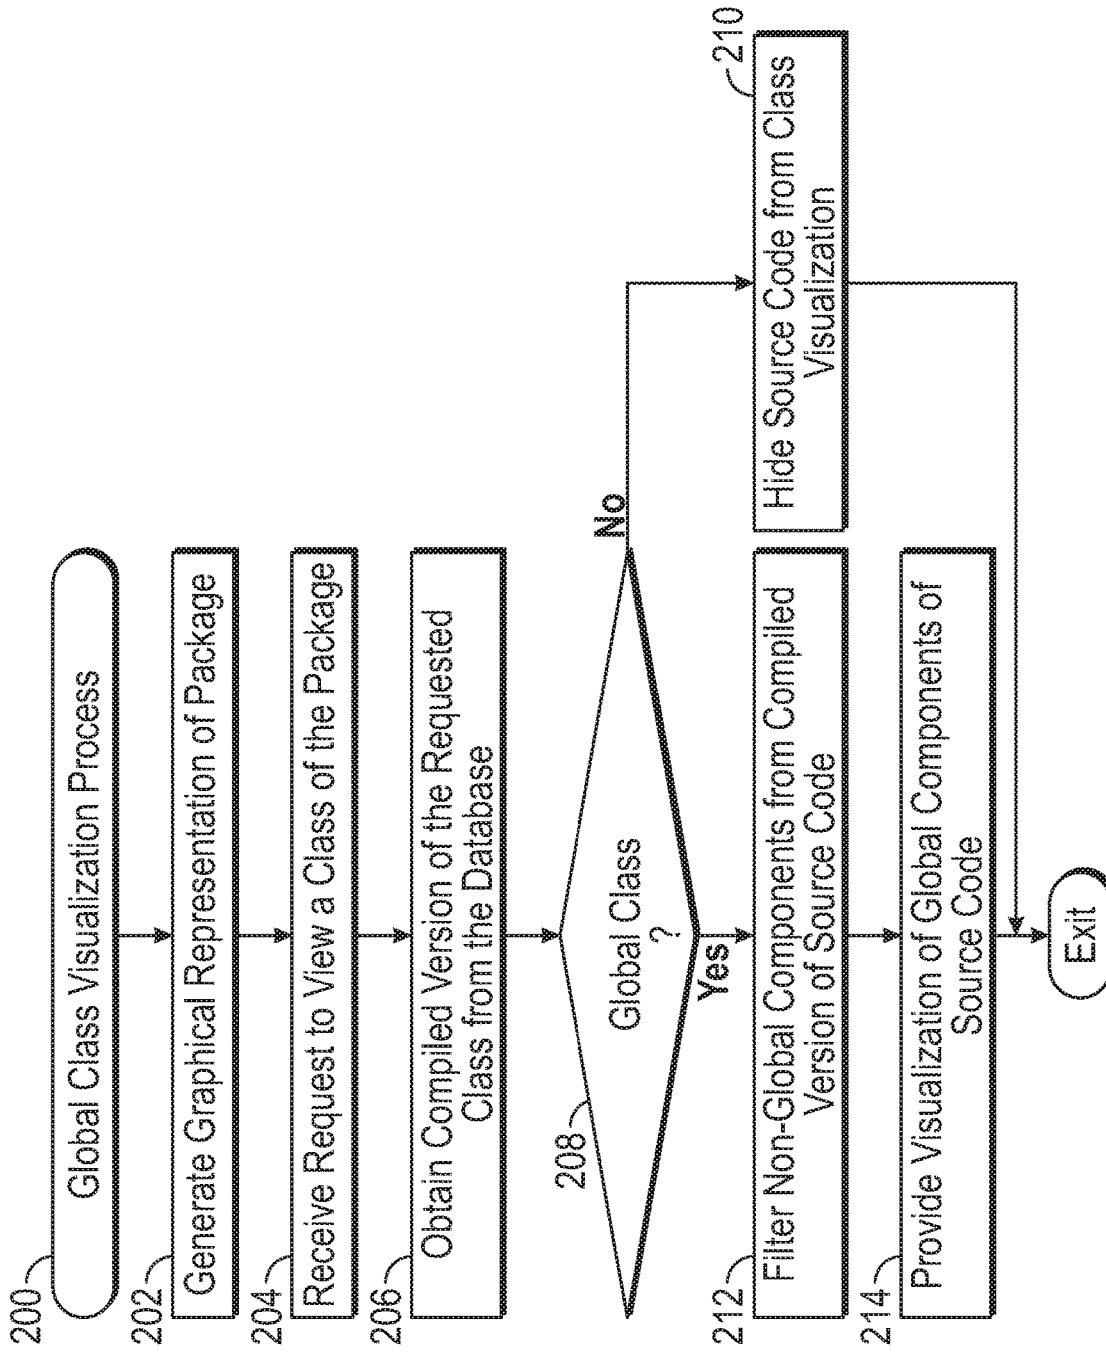 200
Global Class Visualization Process
202
Generate Graphical Representation of Package
204
Receive Request to View a Class of the Package
206
Obtain Compiled Version of the Requested
Class from the Database
208
Global Class
?
No
Yes
210
Hide Source Code from Class
Visualization
212
Filter Non-Global Components from Compiled
Version of Source Code
214
Provide Visualization of Global Components of
Source Code
Exit